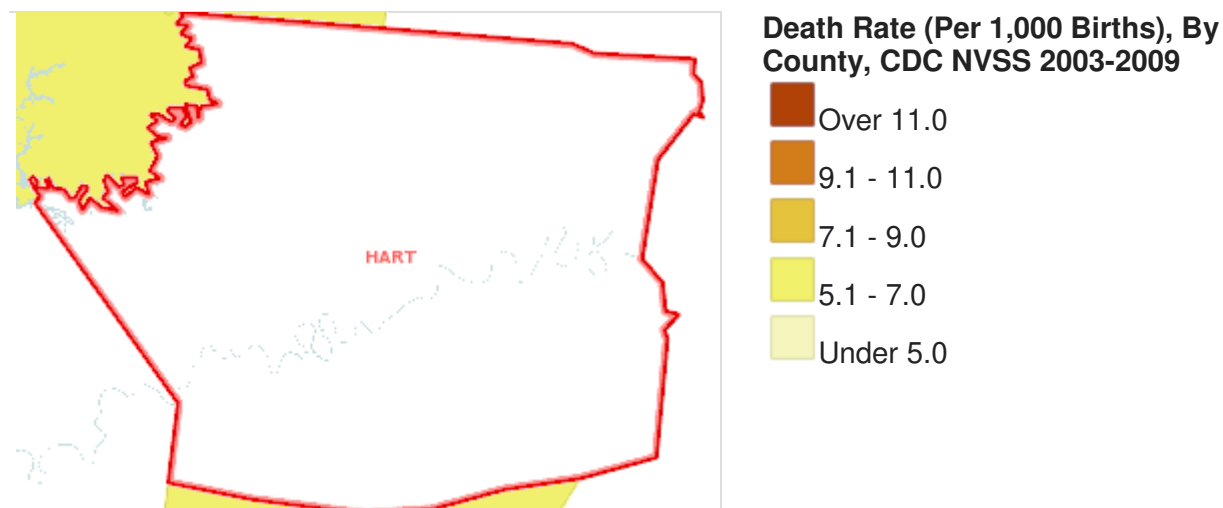 HART
Death Rate (Per 1,000 Births), By
County, CDC NVSS 2003-2009
Over 11.0
9.1 - 11.0
7.1 - 9.0
5.1 - 7.0
Under 5.0